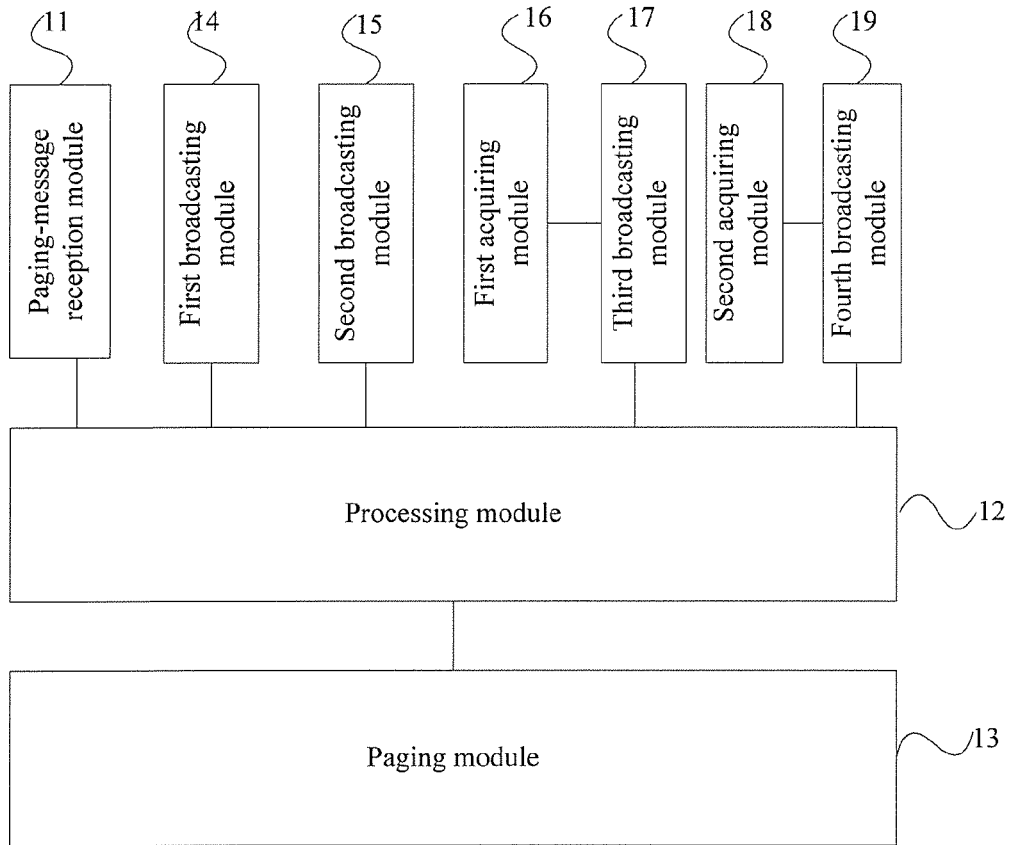 11
14
15
16
17
18
19
Paging-message
reception module
First broadcasting
module
Second broadcasting
module
First acquiring
module
Third broadcasting
module
Second acquiring
module
Fourth broadcasting
module
Processing module
12
Paging module
13